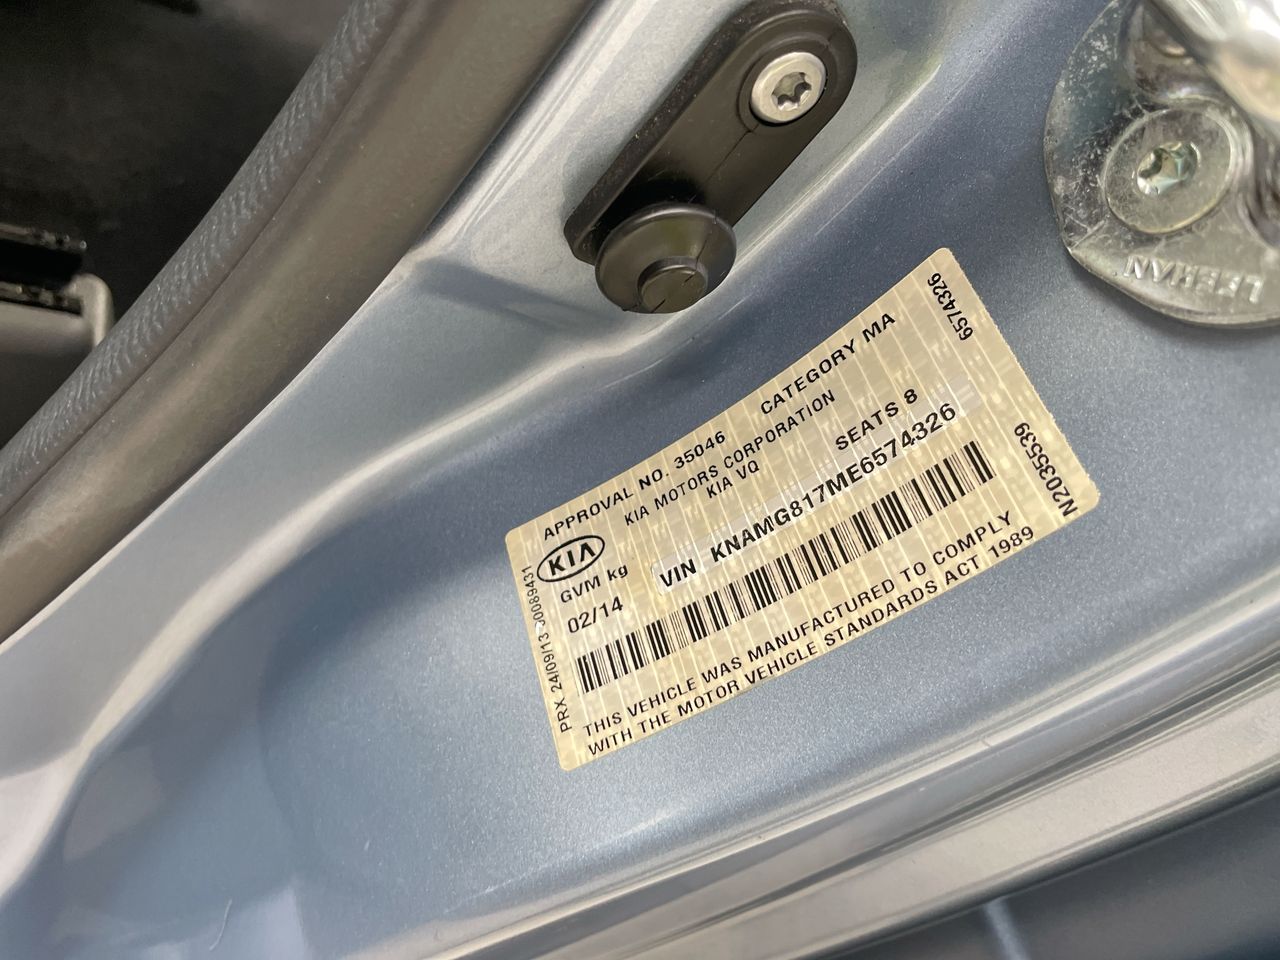 APPROVAL NO. 35046 CATEGORY MA
KIA MOTORS CORPORATION
KIA VQ SEATS 8
KIA
GVM kg
02/14
VIN KNAMG817ME6574326
THIS VEHICLE WAS MANUFACTURED TO COMPLY
WITH THE MOTOR VEHICLE STANDARDS ACT 1989
PRX 24/09/13 30089431
6574326
N2035539
LEEHAN